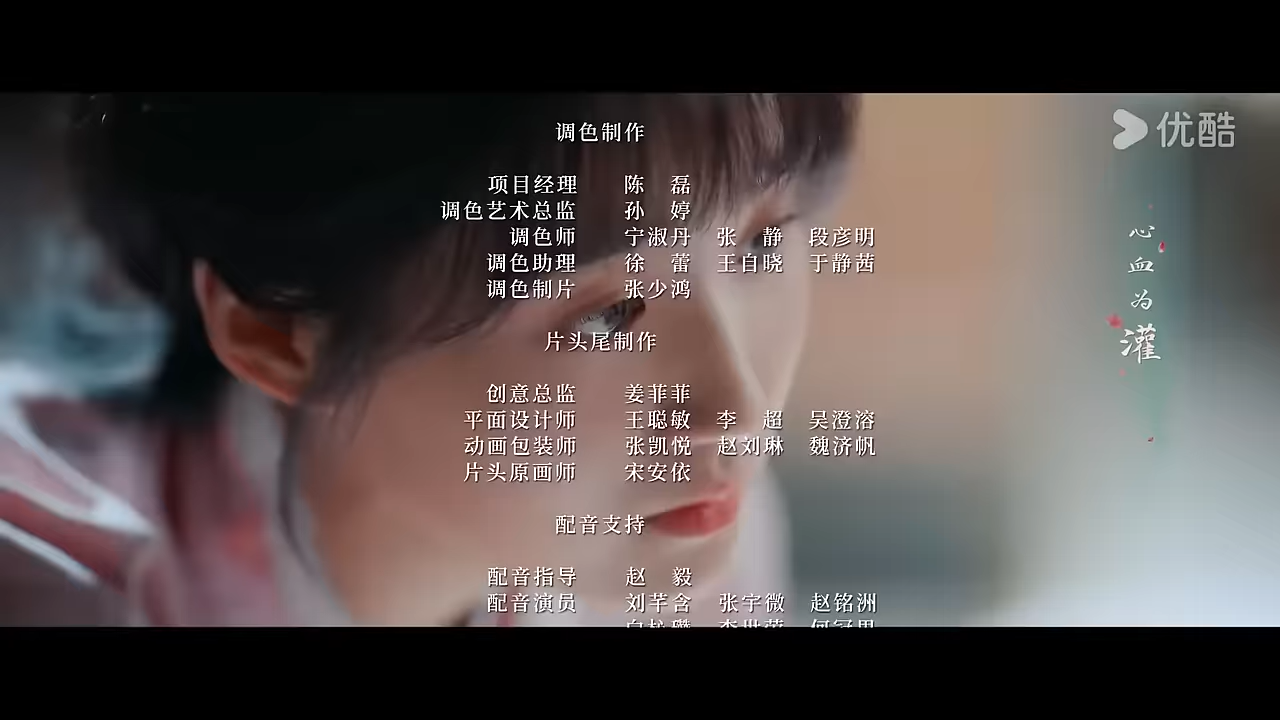 调色制作
项目经理 陈 磊
调色艺术总监 孙 婷
调色师 宁淑丹 张 静 段彦明
调色助理 徐 蕾 王自晓 于静茜
调色制片 张少鸿
片头尾制作
创意总监 姜菲菲
平面设计师 王聪敏 李 超 吴澄溶
动画包装师 张凯悦 赵刘琳 魏济帆
片头原画师 宋安依
配音支持
配音指导 赵 毅
配音演员 刘芊含 张宇微 赵铭洲
优酷
心血为灌